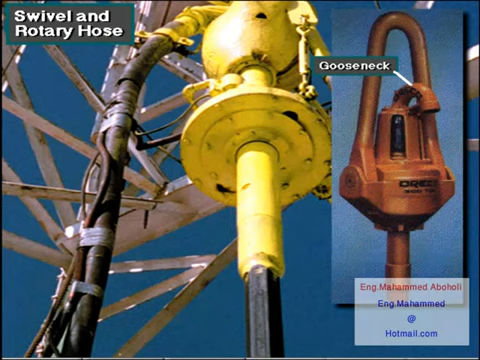 Swivel and
Rotary Hose
Gooseneck
Eng.Mahammed Aboholi
Eng.Mahammed
@
Hotmail.com